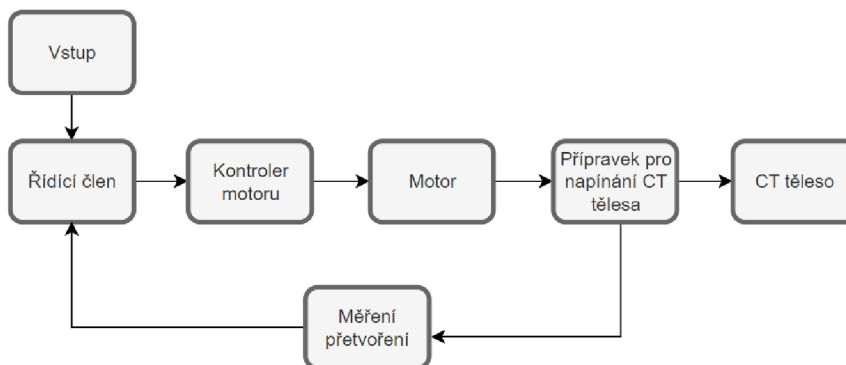 Vstup
Řídící člen
Kontroler
motoru
Motor
Přípravek pro
napínání CT
tělesa
CT těleso
Měření
přetvoření